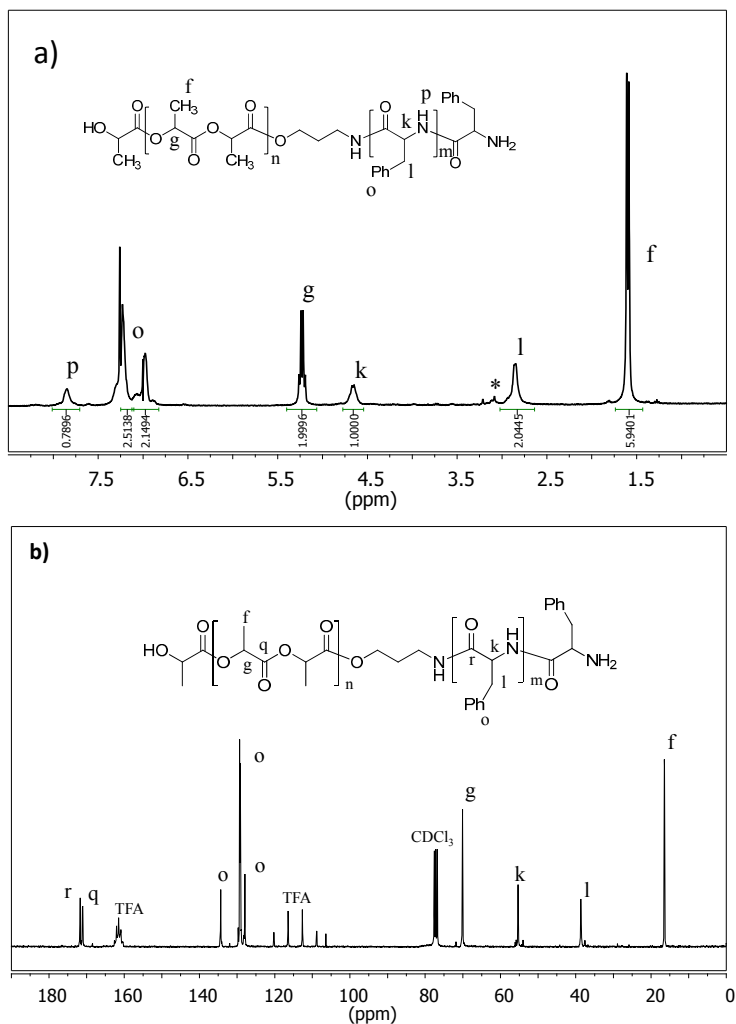 a)
f
CH₃
O
O
O
H
N
Ph
p
k
HO
O
g
O
O
N
H
m
NH₂
CH₃
O
CH₃
n
Ph
l
O
o
f
g
o
p
k
*
l
0.7896
2.5138
2.1494
1.9996
1.0000
2.0445
5.9401
7.5 6.5 5.5 4.5 3.5 2.5 1.5
(ppm)
b)
Ph
f
O
q
O
O
O
H
N
k
HO
O
g
O
O
N
H
r
NH₂
n
l
m
O
Ph
o
f
o
g
CDCl₃
o
o
k
r
q
TFA
TFA
l
180 160 140 120 100 80 60 40 20 0
(ppm)